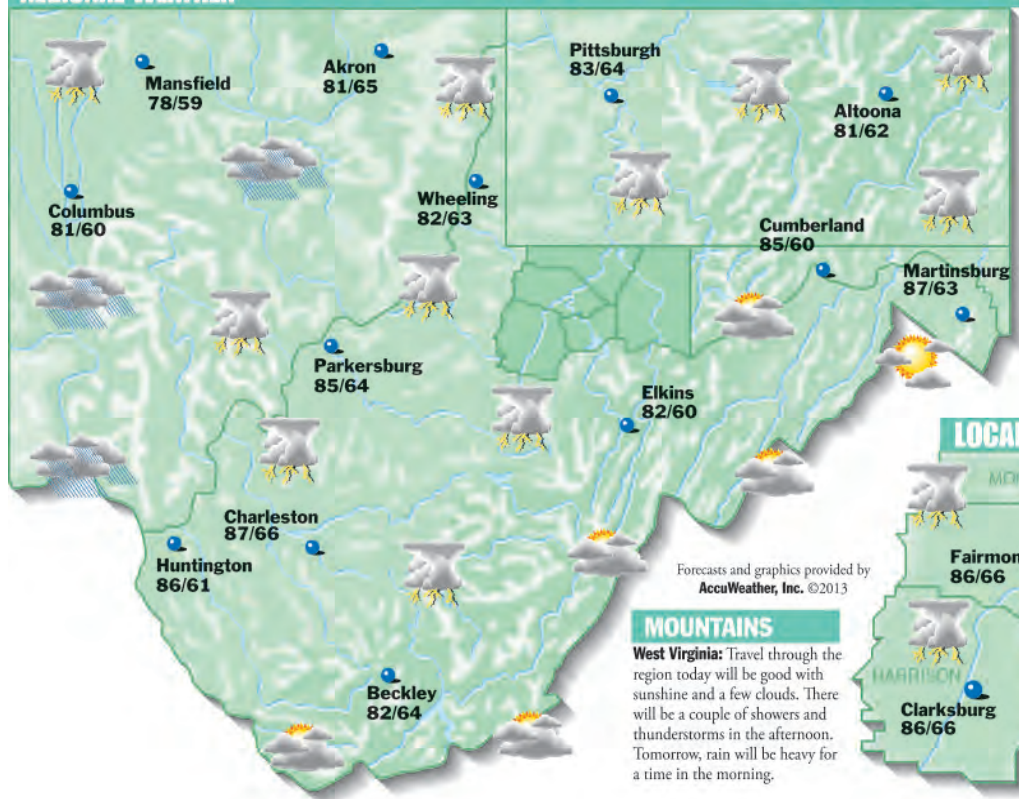 REGIONAL WEATHER
Mansfield
78/59
Akron
81/65
Pittsburgh
83/64
Altoona
81/62
Columbus
81/60
Wheeling
82/63
Cumberland
85/60
Martinsburg
87/63
Parkersburg
85/64
Elkins
82/60
Charleston
87/66
Huntington
86/61
Beckley
82/64
Forecasts and graphics provided by
AccuWeather, Inc. ©2013
MOUNTAINS
West Virginia: Travel through the
region today will be good with
sunshine and a few clouds. There
will be a couple of showers and
thunderstorms in the afternoon.
Tomorrow, rain will be heavy for
a time in the morning.
LOCAL
Fairmon
86/66
HARRISON
Clarksburg
86/66